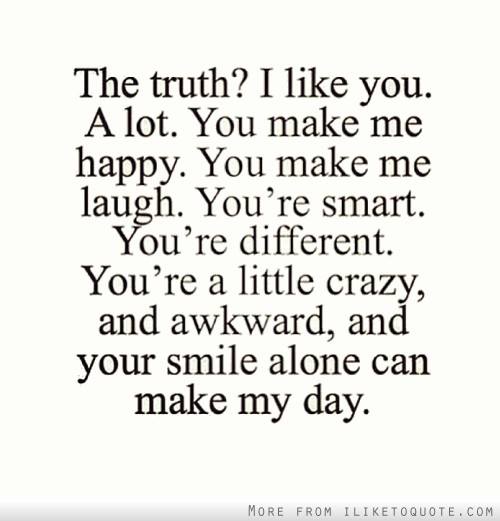 The truth? I like you.
A lot. You make me
happy. You make me
laugh. You're smart.
You're different.
You're a little crazy,
and awkward, and
your smile alone can
make my day.
More from iliketoquote.com